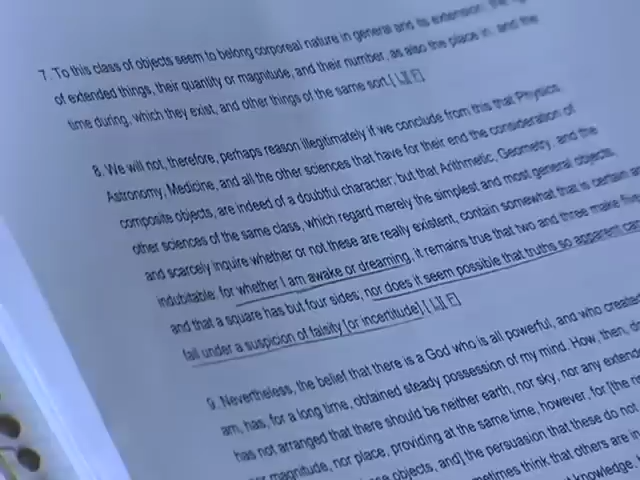 7. To this class of objects seem to belong corporeal nature in general and its extension; the
of extended things, their quantity or magnitude, and their number, as also the place in, and the
time during, which they exist, and other things of the same sort.[ L][ F]
8. We will not, therefore, perhaps reason illegitimately if we conclude from this that Physics,
Astronomy, Medicine, and all the other sciences that have for their end the consideration of
composite objects, are indeed of a doubtful character; but that Arithmetic, Geometry, and the
other sciences of the same class, which regard merely the simplest and most general objects,
and scarcely inquire whether or not these are really existent, contain somewhat that is certain and
indubitable: for whether I am awake or dreaming, it remains true that two and three make five,
and that a square has but four sides; nor does it seem possible that truths so apparent can
fall under a suspicion of falsity [or incertitude].[ L][ F]
9. Nevertheless, the belief that there is a God who is all powerful, and who created
am, has, for a long time, obtained steady possession of my mind. How, then, do
has not arranged that there should be neither earth, nor sky, nor any extended
nor magnitude, nor place, providing at the same time, however, for [the
objects, and] the persuasion that these do not
sometimes think that others are in
knowledge,